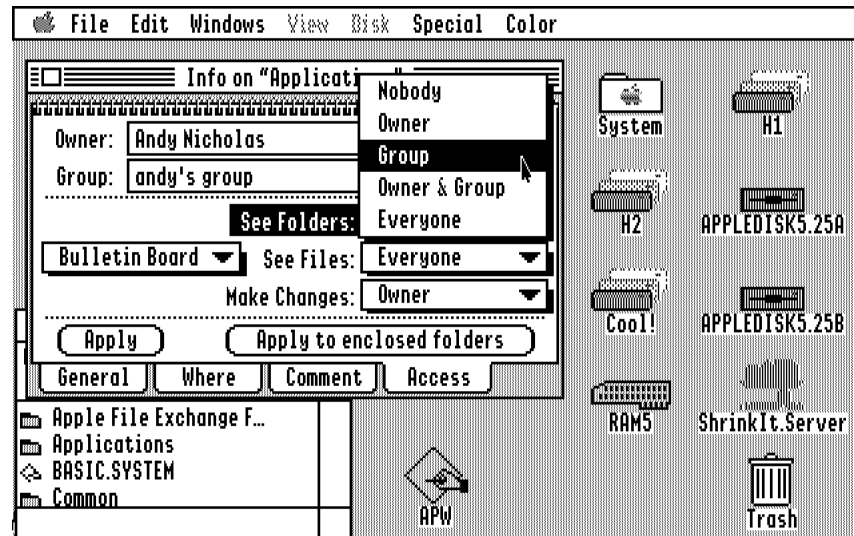 File Edit Windows View Disk Special Color
Info on “Applicati
Nobody
Owner
Group
Owner & Group
Everyone
Owner: Andy Nicholas
Group: andy's group
See Folders:
Bulletin Board
See Files: Everyone
Make Changes: Owner
Apply
Apply to enclosed folders
General Where Comment Access
Apple File Exchange F...
Applications
BASIC.SYSTEM
Common
System
H1
H2
APPLEDISK5.25A
Cool!
APPLEDISK5.25B
RAM5
ShrinkIt.Server
APW
Trash